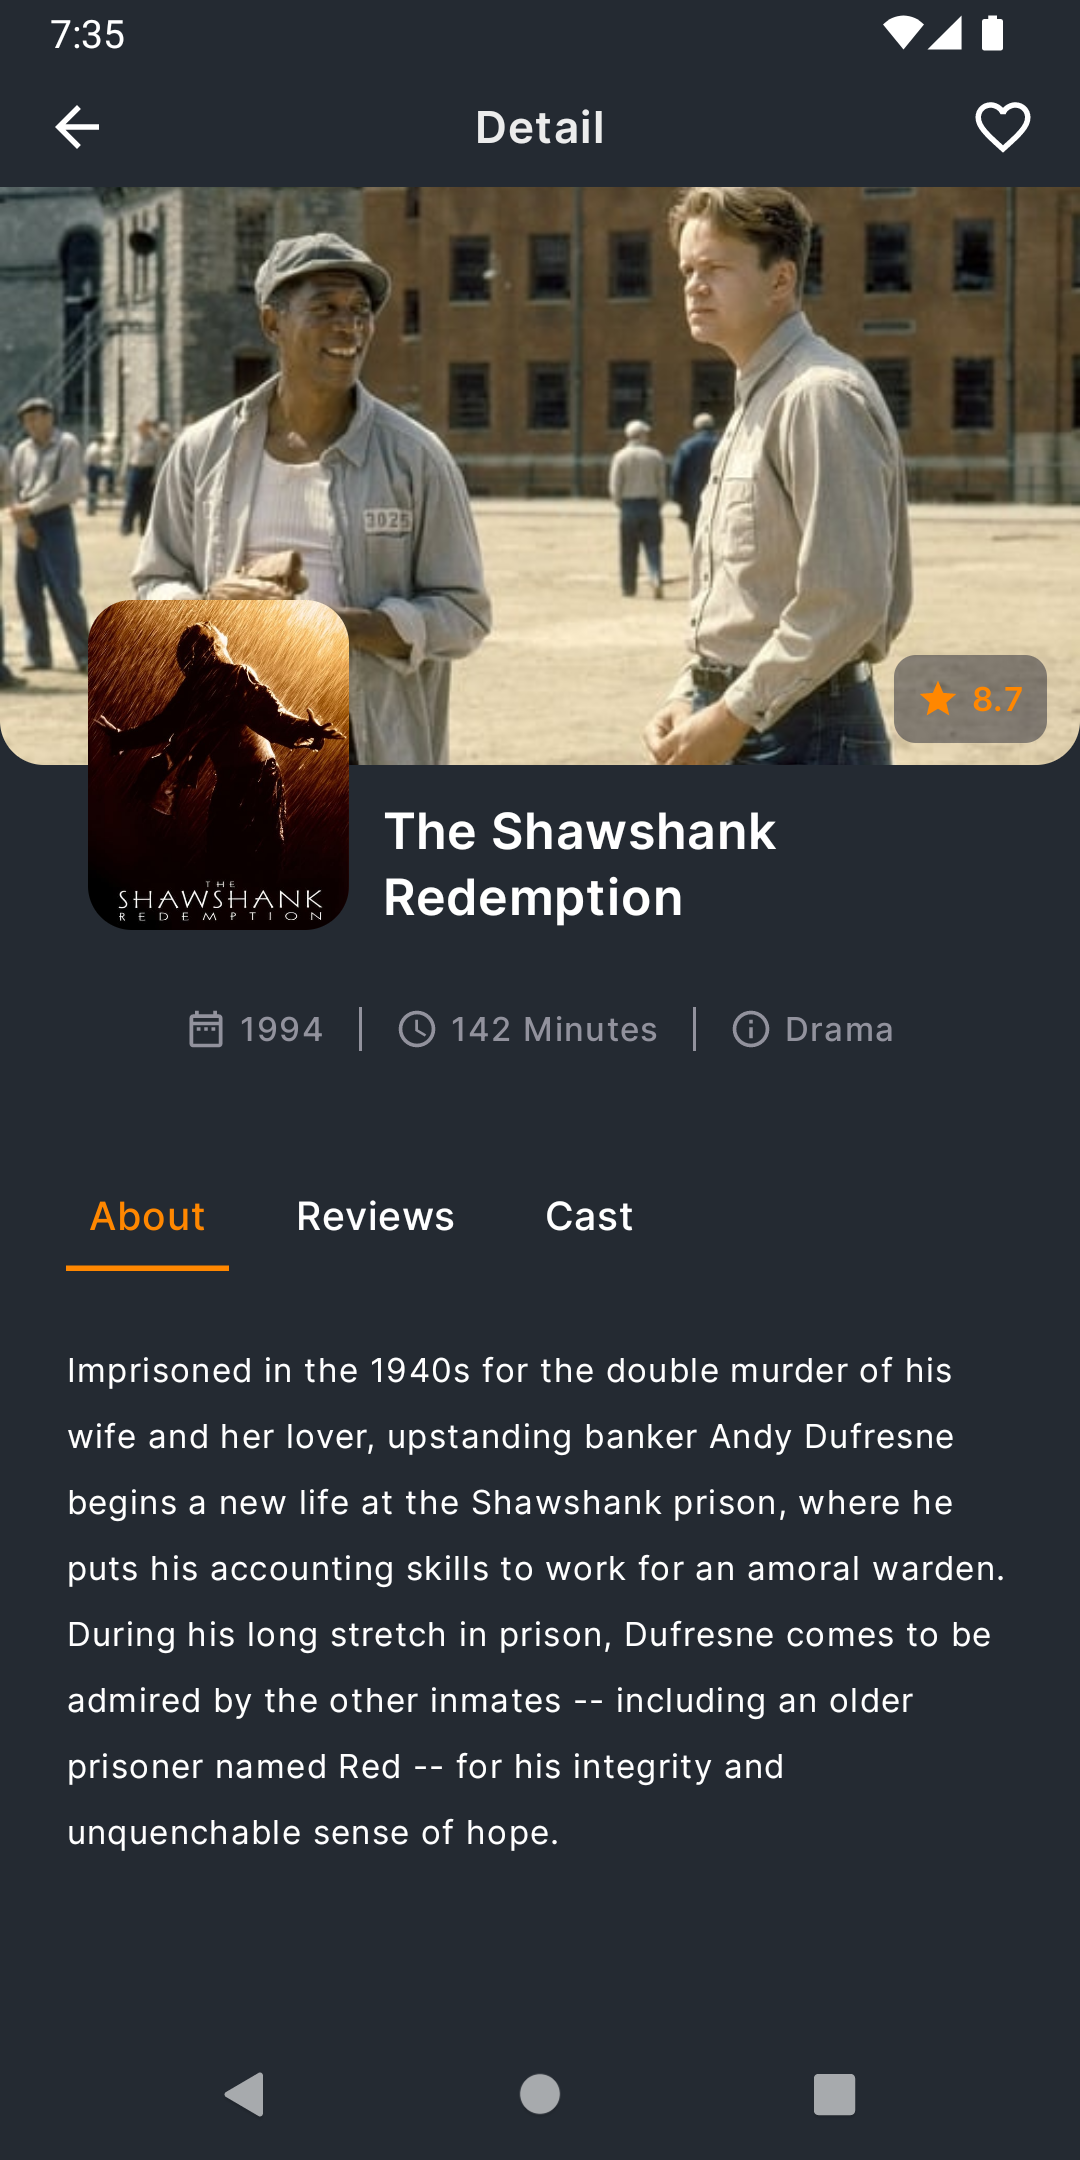 7:35
Detail
3025
8.7
THE
SHAWSHANK
REDEMPTION
The Shawshank
Redemption
1994
142 Minutes
Drama
About
Reviews
Cast
Imprisoned in the 1940s for the double murder of his
wife and her lover, upstanding banker Andy Dufresne
begins a new life at the Shawshank prison, where he
puts his accounting skills to work for an amoral warden.
During his long stretch in prison, Dufresne comes to be
admired by the other inmates -- including an older
prisoner named Red -- for his integrity and
unquenchable sense of hope.